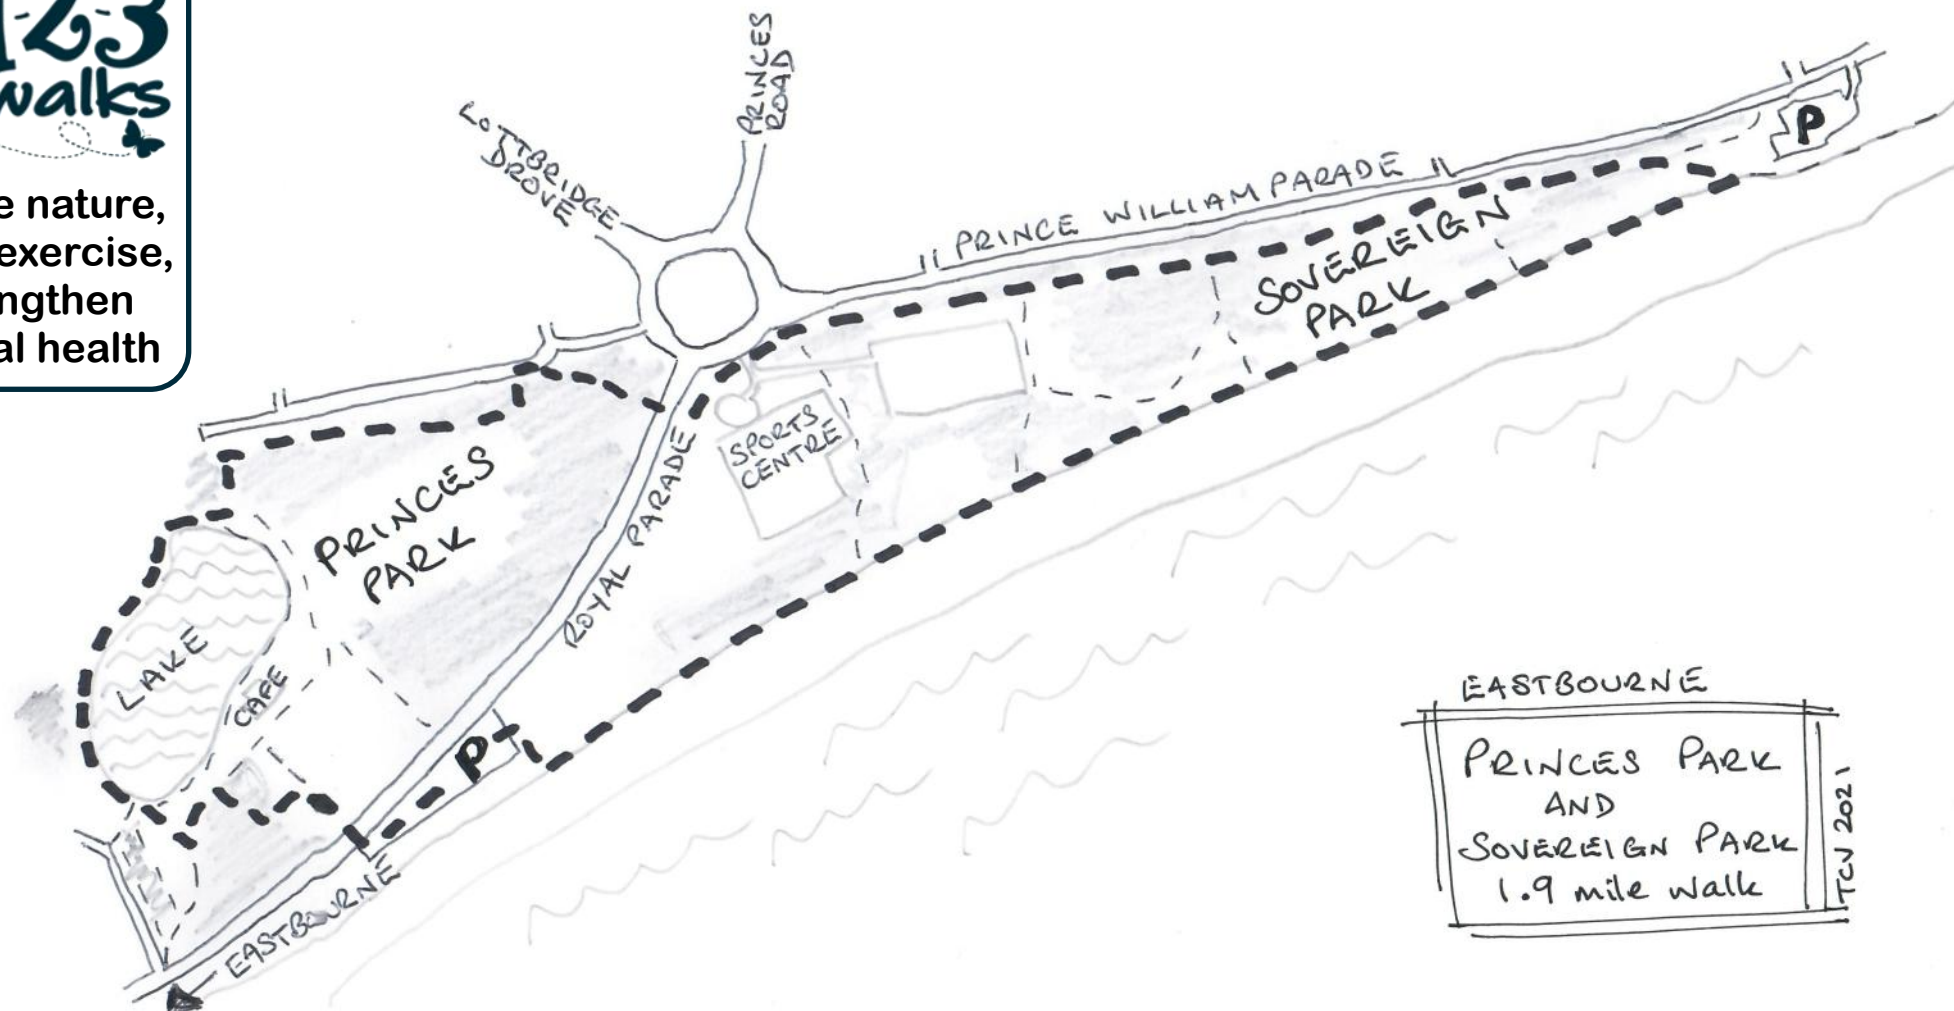 123
walks
e nature,
exercise,
ngthen
al health
LOTTBRIDGE
DROVE
PRINCES
ROAD
PRINCE WILLIAM PARADE
P
SOVEREIGN
PARK
SPORTS
CENTRE
ROYAL PARADE
PRINCES
PARK
LAKE
CAFE
P
EASTBOURNE
EASTBOURNE
PRINCES PARK
AND
SOVEREIGN PARK
1.9 mile walk
TCV 2021